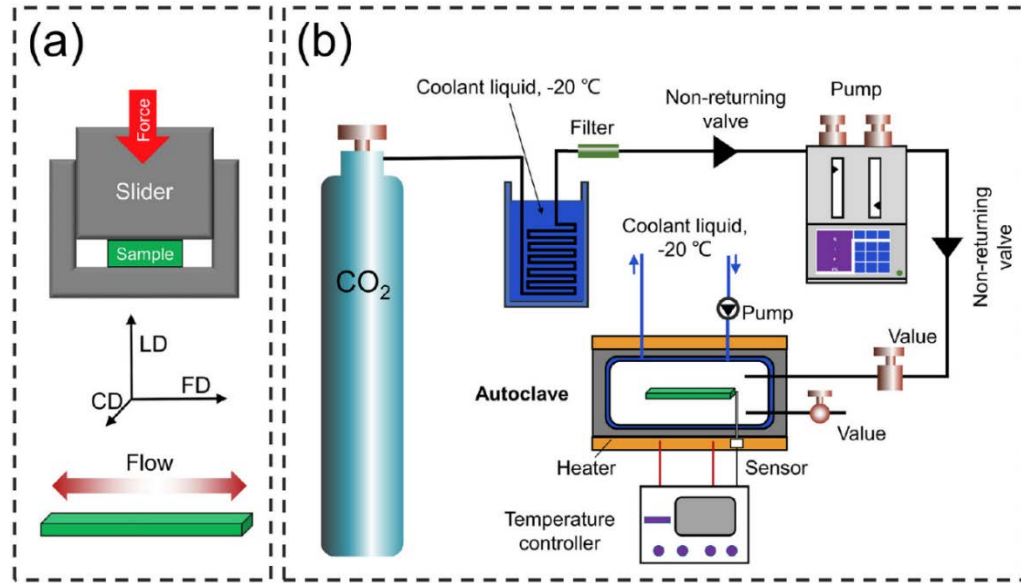 (a)
Force
Slider
Sample
LD
FD
CD
Flow
(b)
Coolant liquid, -20 ℃
Filter
Non-returning
valve
Pump
CO₂
Coolant liquid,
-20 ℃
Pump
Non-returning
valve
Value
Autoclave
Value
Heater
Sensor
Temperature
controller